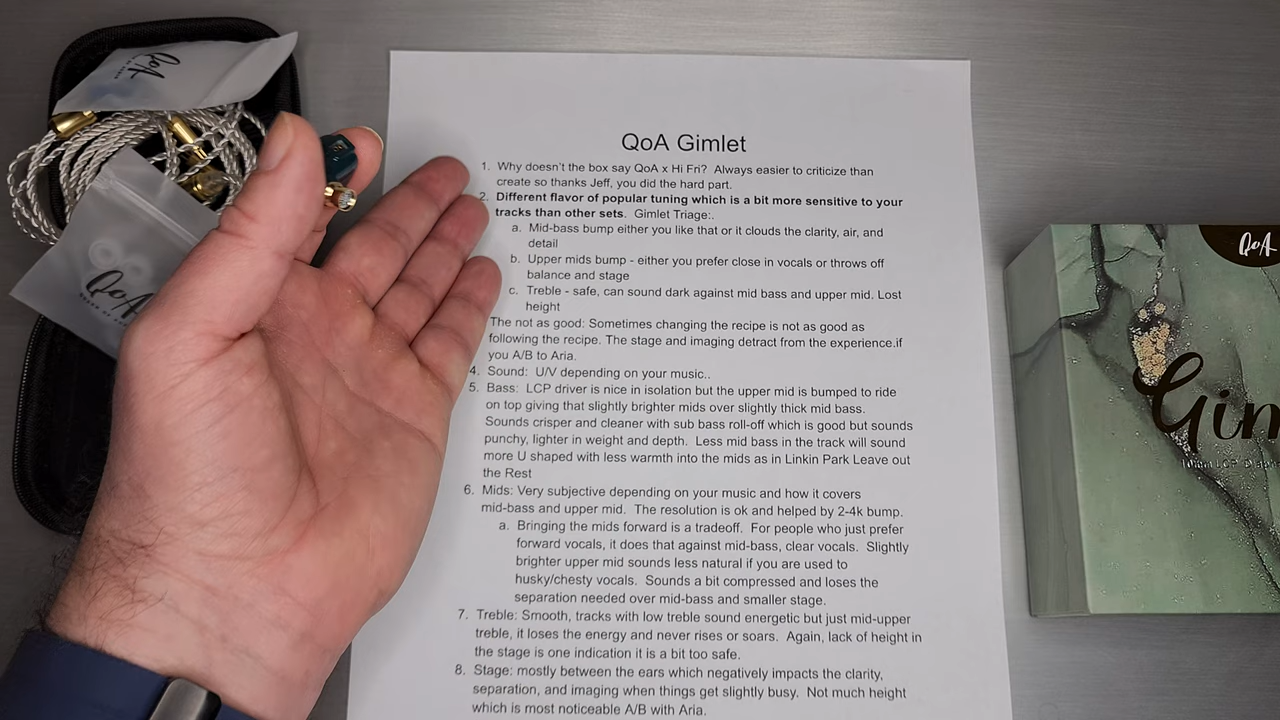 QoA
QoA
QoA Gimlet
1. Why doesn't the box say QoA x Hi Fri? Always easier to criticize than
create so thanks Jeff, you did the hard part.
2. Different flavor of popular tuning which is a bit more sensitive to your
tracks than other sets. Gimlet Triage:.
a. Mid-bass bump either you like that or it clouds the clarity, air, and
detail
b. Upper mids bump - either you prefer close in vocals or throws off
balance and stage
c. Treble - safe, can sound dark against mid bass and upper mid. Lost
height
The not as good: Sometimes changing the recipe is not as good as
following the recipe. The stage and imaging detract from the experience.if
you A/B to Aria.
4. Sound: U/V depending on your music..
5. Bass: LCP driver is nice in isolation but the upper mid is bumped to ride
on top giving that slightly brighter mids over slightly thick mid bass.
Sounds crisper and cleaner with sub bass roll-off which is good but sounds
punchy, lighter in weight and depth. Less mid bass in the track will sound
more U shaped with less warmth into the mids as in Linkin Park Leave out
the Rest
6. Mids: Very subjective depending on your music and how it covers
mid-bass and upper mid. The resolution is ok and helped by 2-4k bump.
a. Bringing the mids forward is a tradeoff. For people who just prefer
forward vocals, it does that against mid-bass, clear vocals. Slightly
brighter upper mid sounds less natural if you are used to
husky/chesty vocals. Sounds a bit compressed and loses the
separation needed over mid-bass and smaller stage.
7. Treble: Smooth, tracks with low treble sound energetic but just mid-upper
treble, it loses the energy and never rises or soars. Again, lack of height in
the stage is one indication it is a bit too safe.
8. Stage: mostly between the ears which negatively impacts the clarity,
separation, and imaging when things get slightly busy. Not much height
which is most noticeable A/B with Aria.
QoA
Gim
LCP